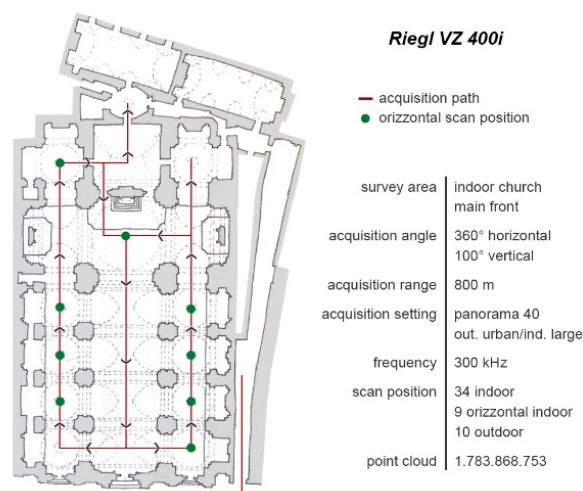 Riegl VZ 400i
acquisition path
orizzontal scan position
survey area indoor church
main front
acquisition angle 360° horizontal
100° vertical
acquisition range 800 m
acquisition setting panorama 40
out. urban/ind. large
frequency 300 kHz
scan position 34 indoor
9 orizzontal indoor
10 outdoor
point cloud 1.783.868.753